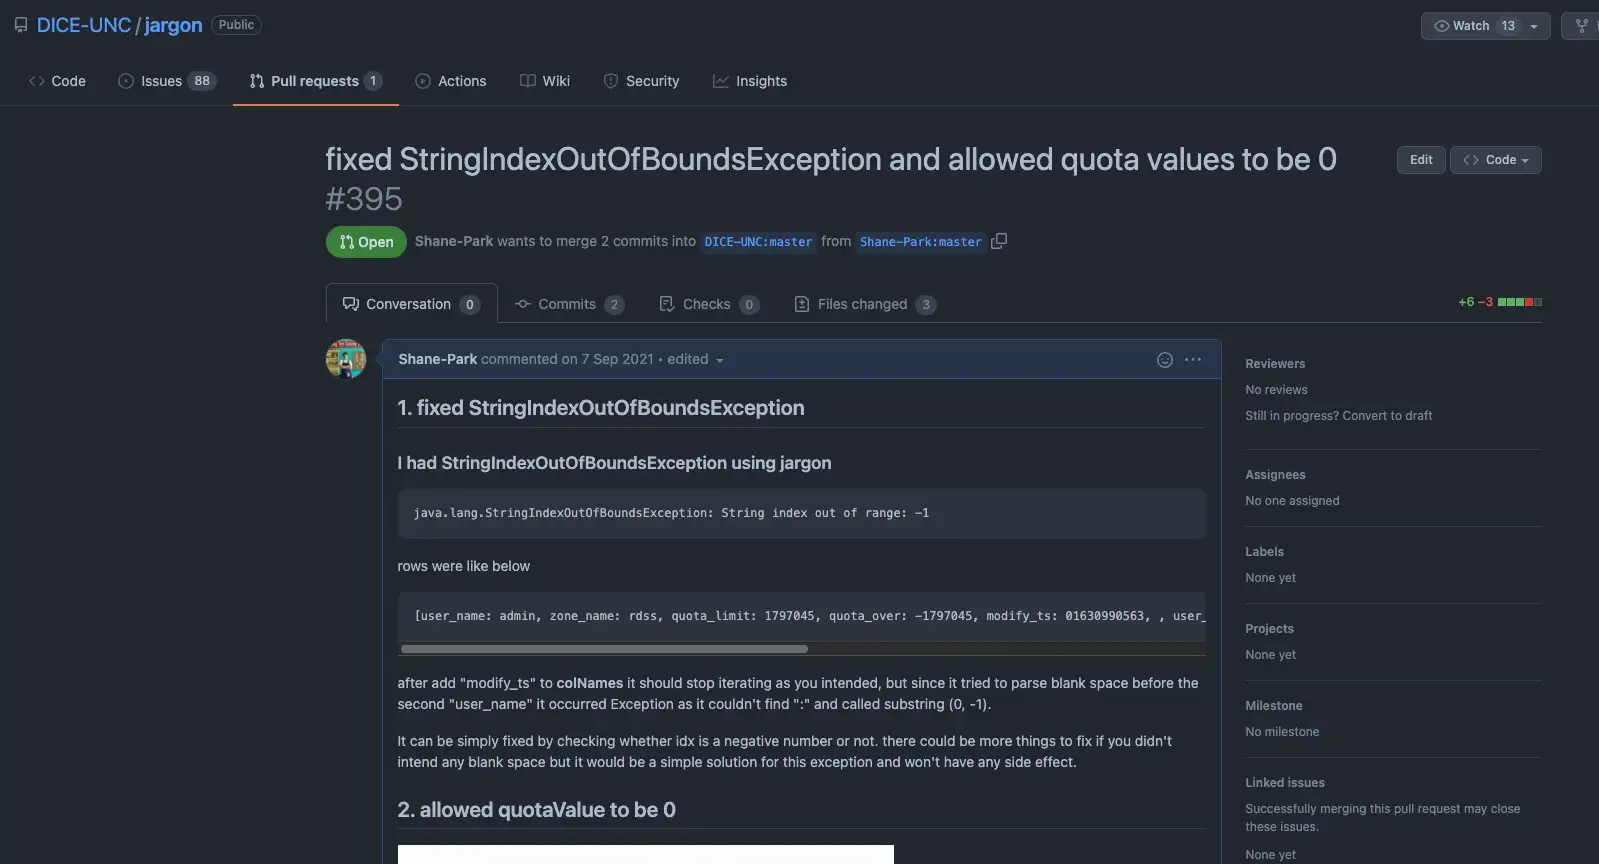 DICE-UNC / jargon Public
Watch 13
Code
Issues 88
Pull requests 1
Actions
Wiki
Security
Insights
fixed StringIndexOutOfBoundsException and allowed quota values to be 0
#395
Edit
Code
Open
Shane-Park wants to merge 2 commits into DICE-UNC:master from Shane-Park:master
Conversation 0
Commits 2
Checks 0
Files changed 3
+6 −3
Shane-Park commented on 7 Sep 2021 • edited
1. fixed StringIndexOutOfBoundsException
I had StringIndexOutOfBoundsException using jargon
java.lang.StringIndexOutOfBoundsException: String index out of range: -1
rows were like below
[user_name: admin, zone_name: rdss, quota_limit: 1797045, quota_over: -1797045, modify_ts: 01630990563, , user_
after add "modify_ts" to colNames it should stop iterating as you intended, but since it tried to parse blank space before the
second "user_name" it occurred Exception as it couldn't find ":" and called substring (0, -1).
It can be simply fixed by checking whether idx is a negative number or not. there could be more things to fix if you didn't
intend any blank space but it would be a simple solution for this exception and won't have any side effect.
2. allowed quotaValue to be 0
Reviewers
No reviews
Still in progress? Convert to draft
Assignees
No one assigned
Labels
None yet
Projects
None yet
Milestone
No milestone
Linked issues
Successfully merging this pull request may close
these issues.
None yet